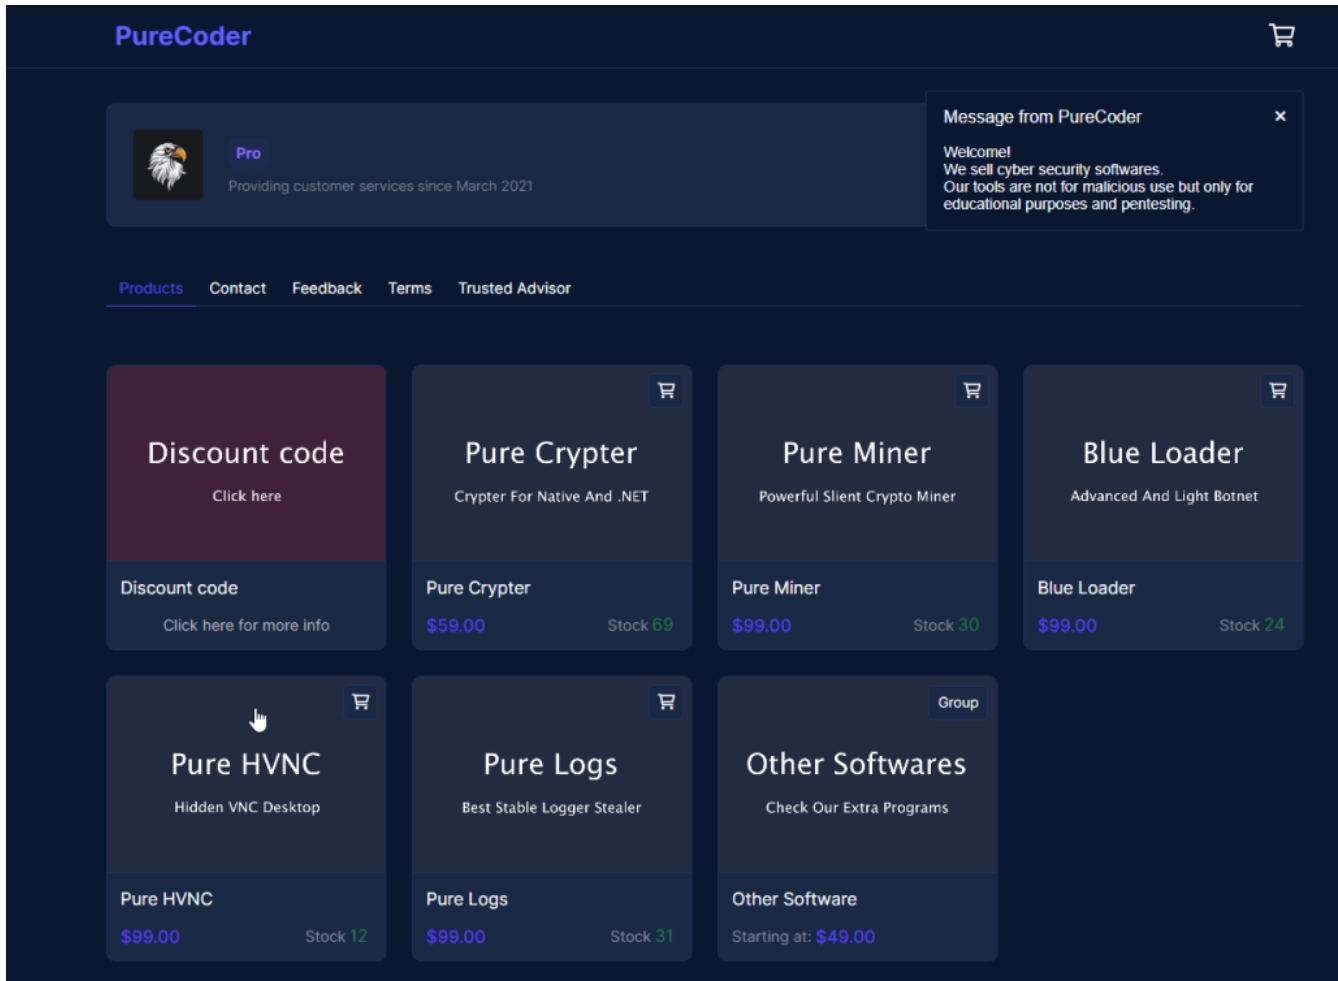 PureCoder
Message from PureCoder
Welcome!
We sell cyber security softwares.
Our tools are not for malicious use but only for
educational purposes and pentesting.
Pro
Providing customer services since March 2021
Products Contact Feedback Terms Trusted Advisor
Discount code
Click here
Discount code
Click here for more info
Pure Crypter
Crypter For Native And .NET
Pure Crypter
$59.00 Stock 69
Pure Miner
Powerful Slient Crypto Miner
Pure Miner
$99.00 Stock 30
Blue Loader
Advanced And Light Botnet
Blue Loader
$99.00 Stock 24
Pure HVNC
Hidden VNC Desktop
Pure HVNC
$99.00 Stock 12
Pure Logs
Best Stable Logger Stealer
Pure Logs
$99.00 Stock 31
Group
Other Softwares
Check Our Extra Programs
Other Software
Starting at: $49.00